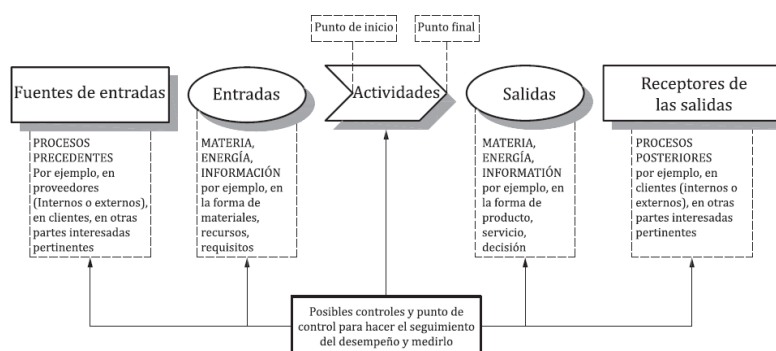 Punto de inicio
Punto final
Fuentes de entradas
Entradas
Actividades
Salidas
Receptores de
las salidas
PROCESOS
PRECEDENTES
Por ejemplo, en
proveedores
(Internos o externos),
en clientes, en otras
partes interesadas
pertinentes
MATERIA,
ENERGÍA,
INFORMACIÓN
por ejemplo, en
la forma de
materiales,
recursos,
requisitos
MATERIA,
ENERGÍA,
INFORMATIÓN
por ejemplo, en
la forma de
producto,
servicio,
decisión
PROCESOS
POSTERIORES
por ejemplo, en
clientes (internos o
externos), en otras
partes interesadas
pertinentes
Posibles controles y punto de
control para hacer el seguimiento
del desempeño y medirlo